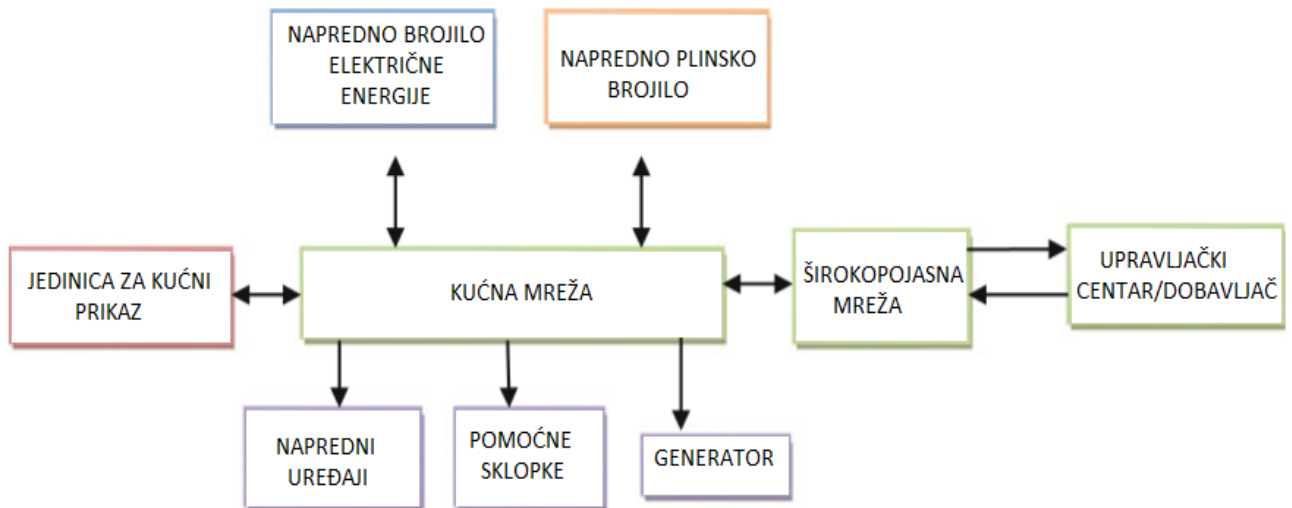 NAPREDNO BROJILO
ELEKTRIČNE
ENERGIJE
NAPREDNO PLINSKO
BROJILO
JEDINICA ZA KUĆNI
PRIKAZ
KUĆNA MREŽA
ŠIROKOPOJASNA
MREŽA
UPRAVLJAČKI
CENTAR/DOBAVLJAČ
NAPREDNI
UREĐAJI
POMOĆNE
SKLOPKE
GENERATOR